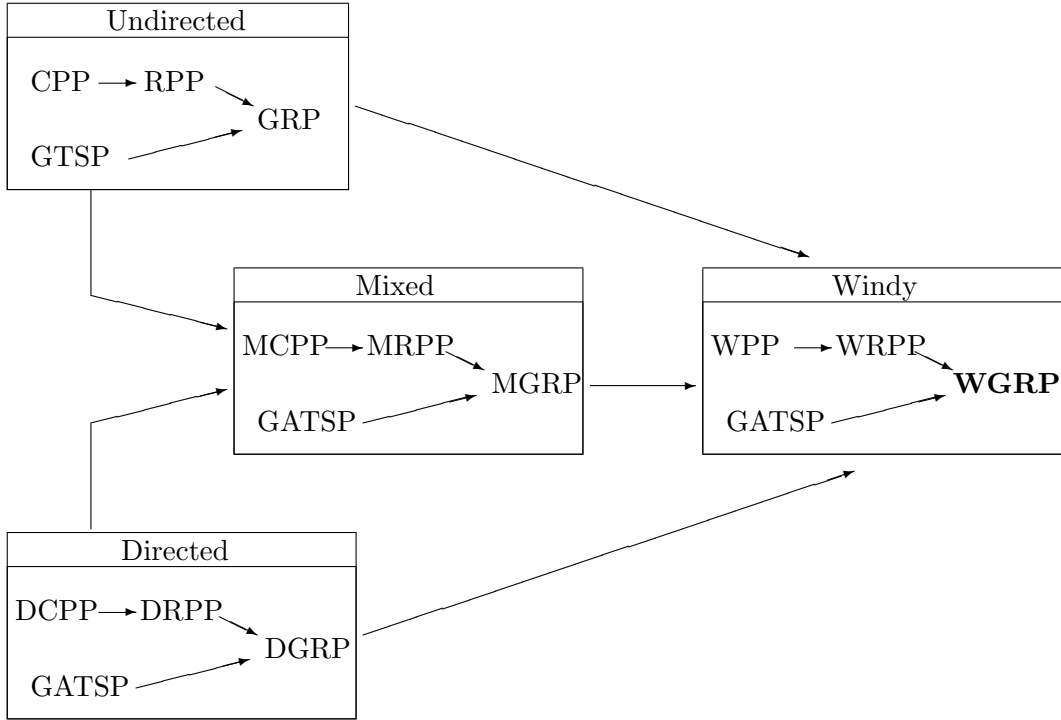 Undirected
CPP RPP
GRP
GTSP
Mixed
MCPP MRPP
MGRP
GATSP
Windy
WPP WRPP
WGRP
GATSP
Directed
DCPP DRPP
DGRP
GATSP